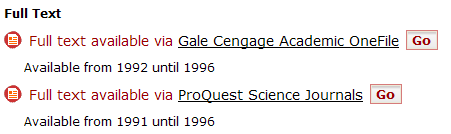 Full Text
Full text available via Gale Cengage Academic OneFile Go
Available from 1992 until 1996
Full text available via ProQuest Science Journals Go
Available from 1991 until 1996